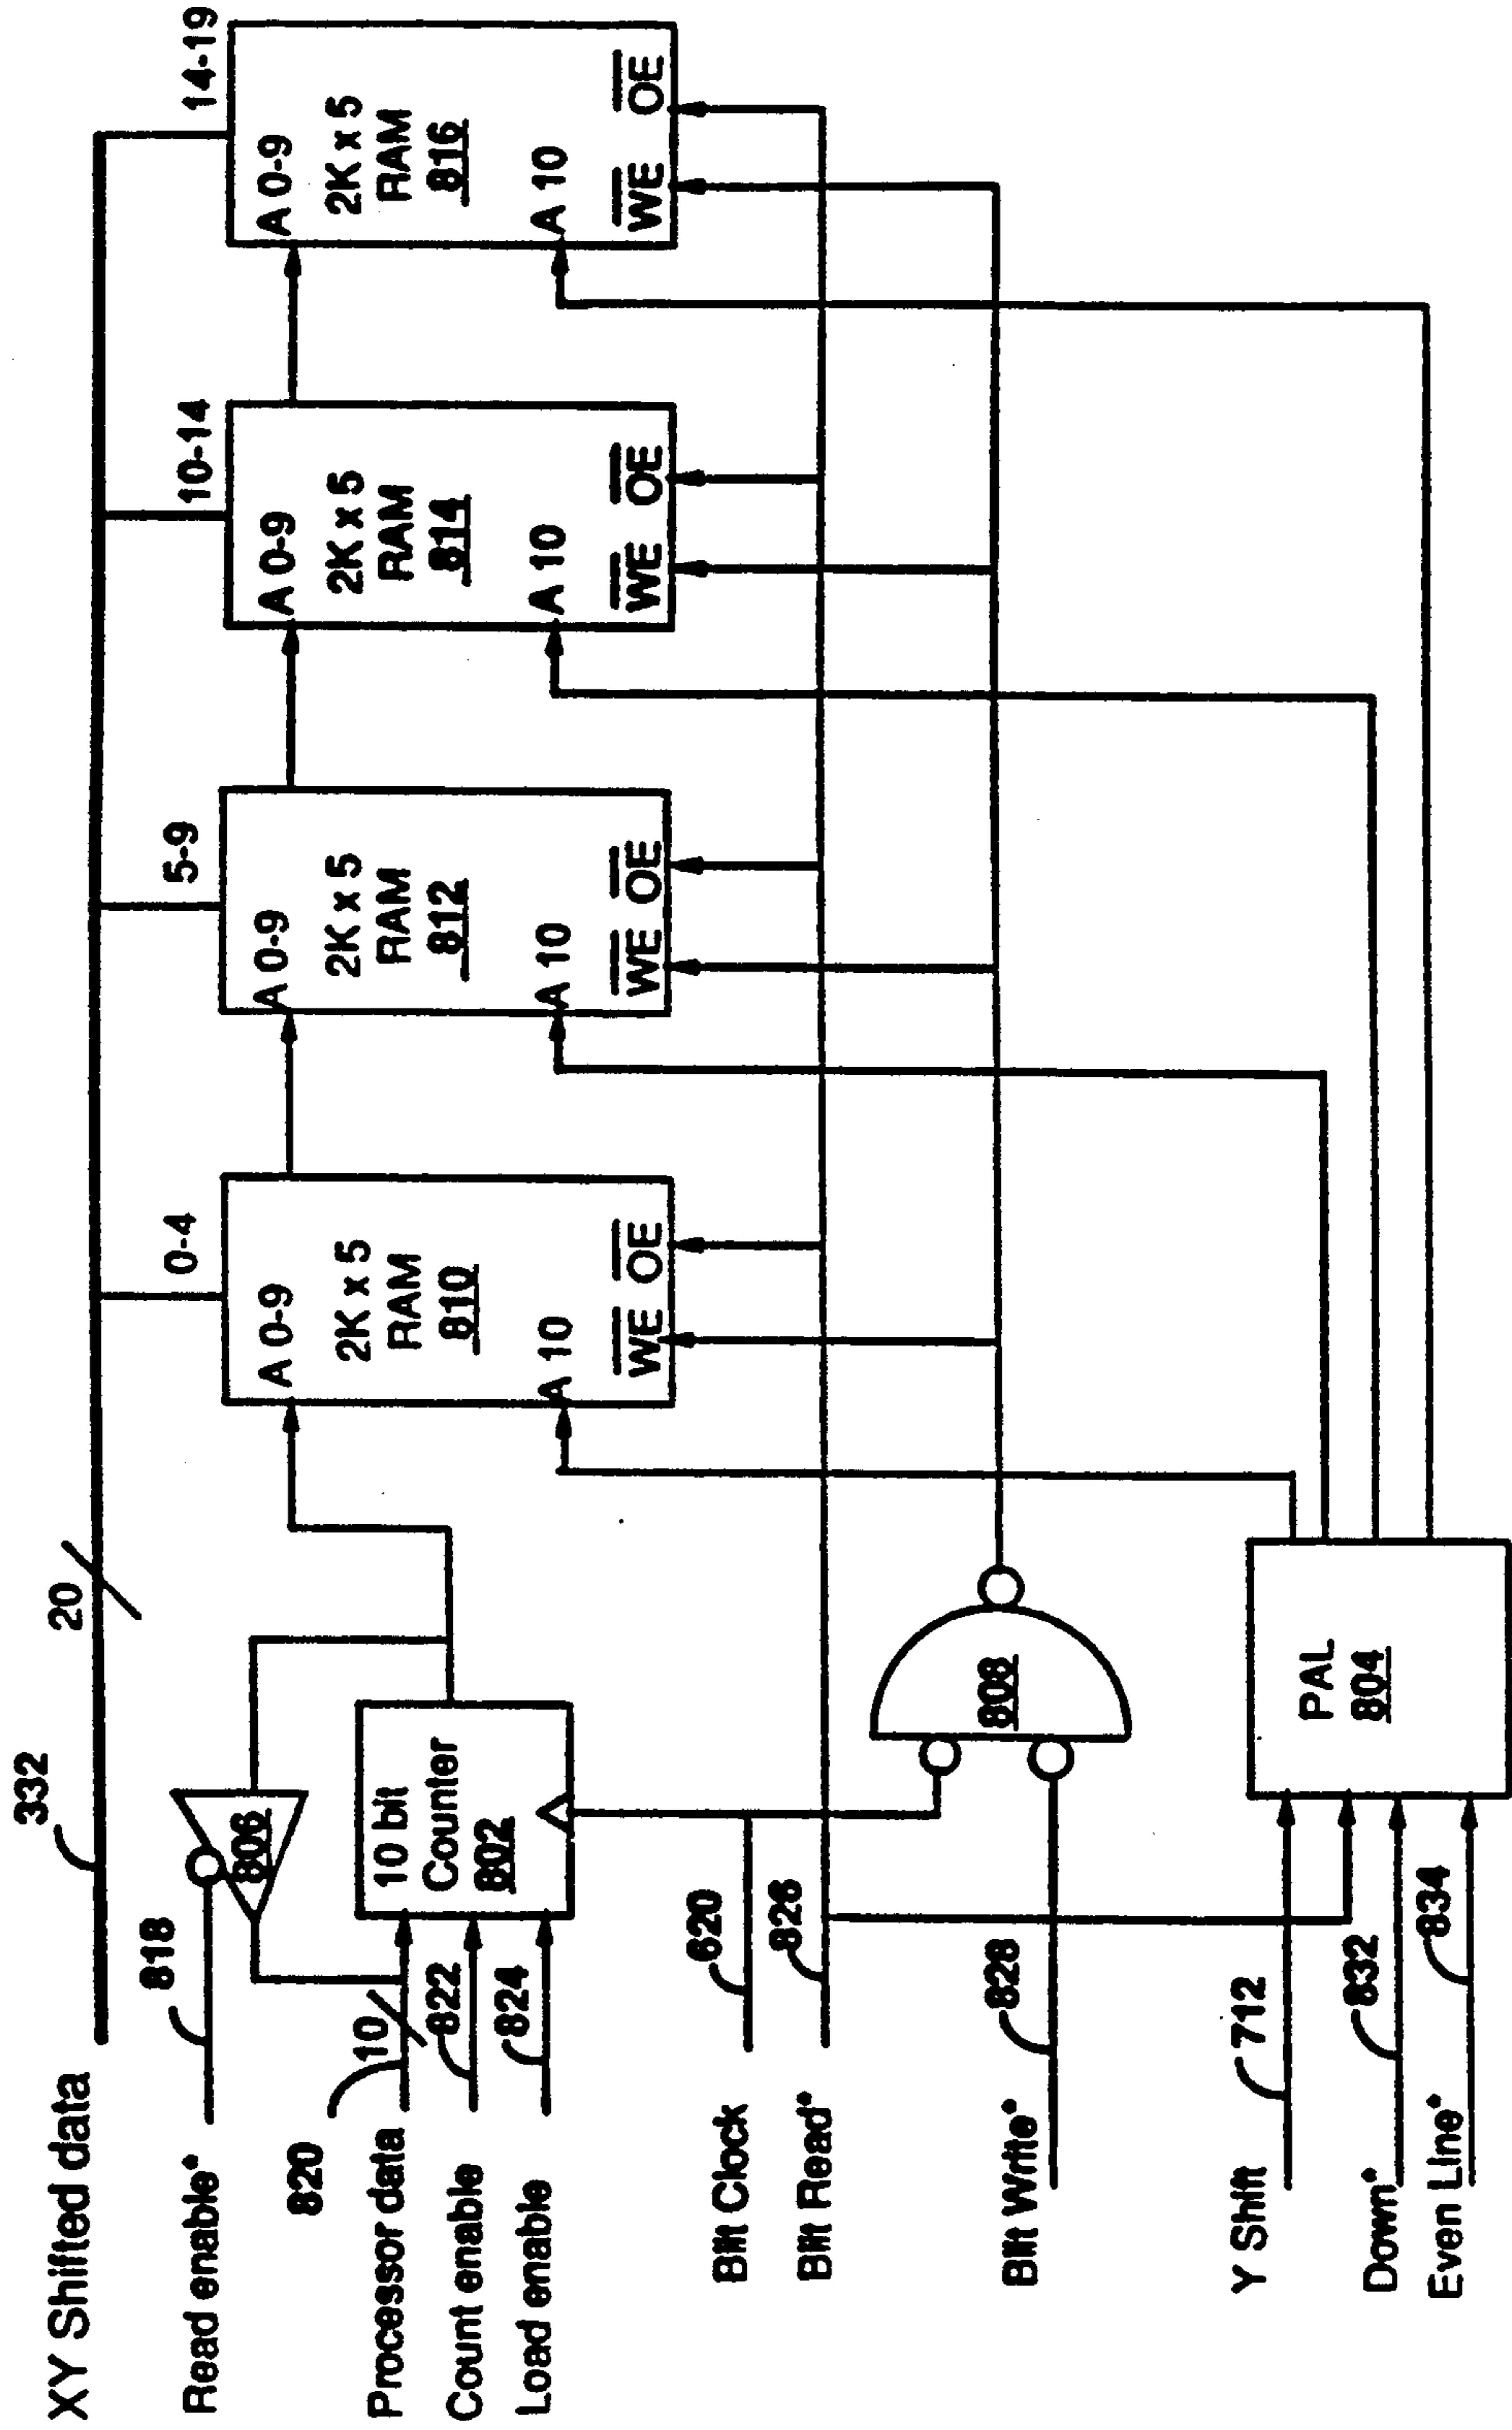 XY Shifted data
332
20
Read enable*
818
806
820
Processor data
10
Count enable
822
Load enable
824
10 bit
Counter
802
Blit Clock
620
Blit Read*
826
Blit Write*
828
808
Y Shift
712
Down*
832
Even Line*
834
PAL
804
0-4
A 0-9
2K x 5
RAM
810
A 10
WE OE
5-9
A 0-9
2K x 5
RAM
812
A 10
WE OE
10-14
A 0-9
2K x 5
RAM
814
A 10
WE OE
14-19
A 0-9
2K x 5
RAM
816
A 10
WE OE